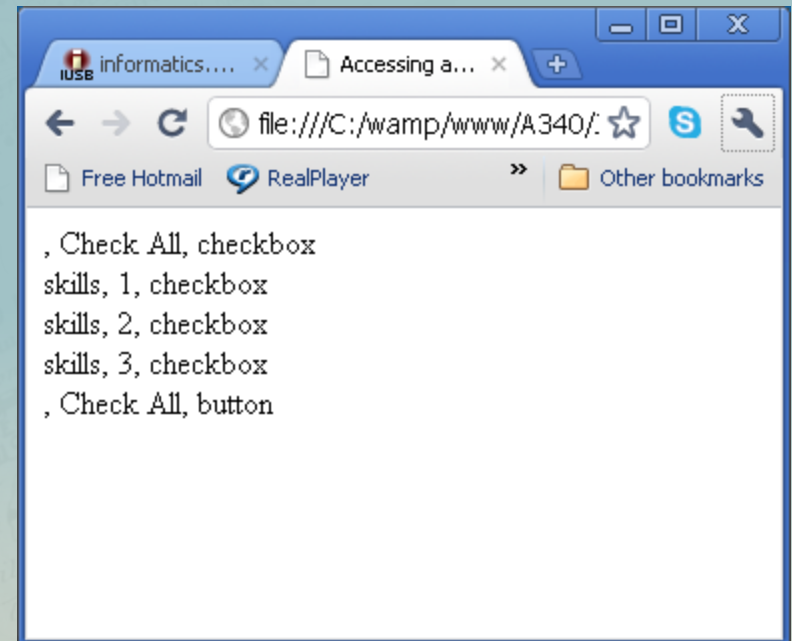 IUSB informatics.... × Accessing a... ×
file:///C:/wamp/www/A340/
Free Hotmail RealPlayer » Other bookmarks
, Check All, checkbox
skills, 1, checkbox
skills, 2, checkbox
skills, 3, checkbox
, Check All, button